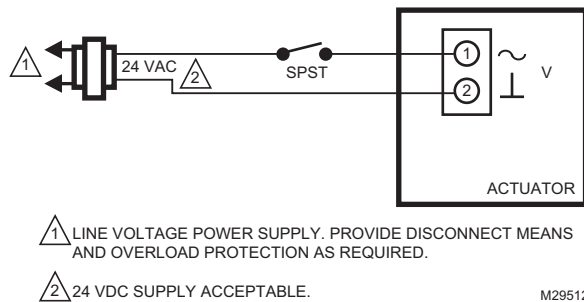 1
24 VAC
2
SPST
1
V
2
ACTUATOR
1 LINE VOLTAGE POWER SUPPLY. PROVIDE DISCONNECT MEANS
AND OVERLOAD PROTECTION AS REQUIRED.
2 24 VDC SUPPLY ACCEPTABLE.
M29512